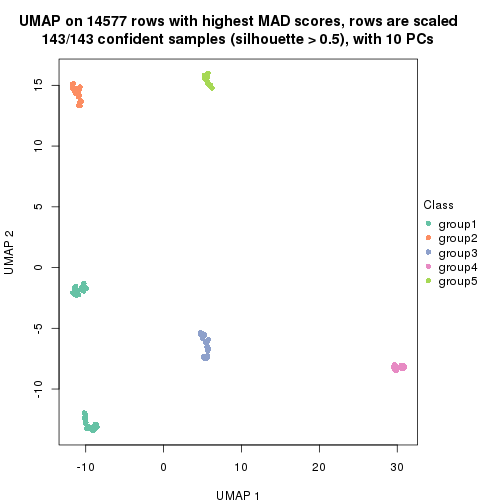 UMAP on 14577 rows with highest MAD scores, rows are scaled
143/143 confident samples (silhouette > 0.5), with 10 PCs
15
10
5
0
-5
-10
UMAP 2
-10
0
10
20
30
UMAP 1
Class
group1
group2
group3
group4
group5